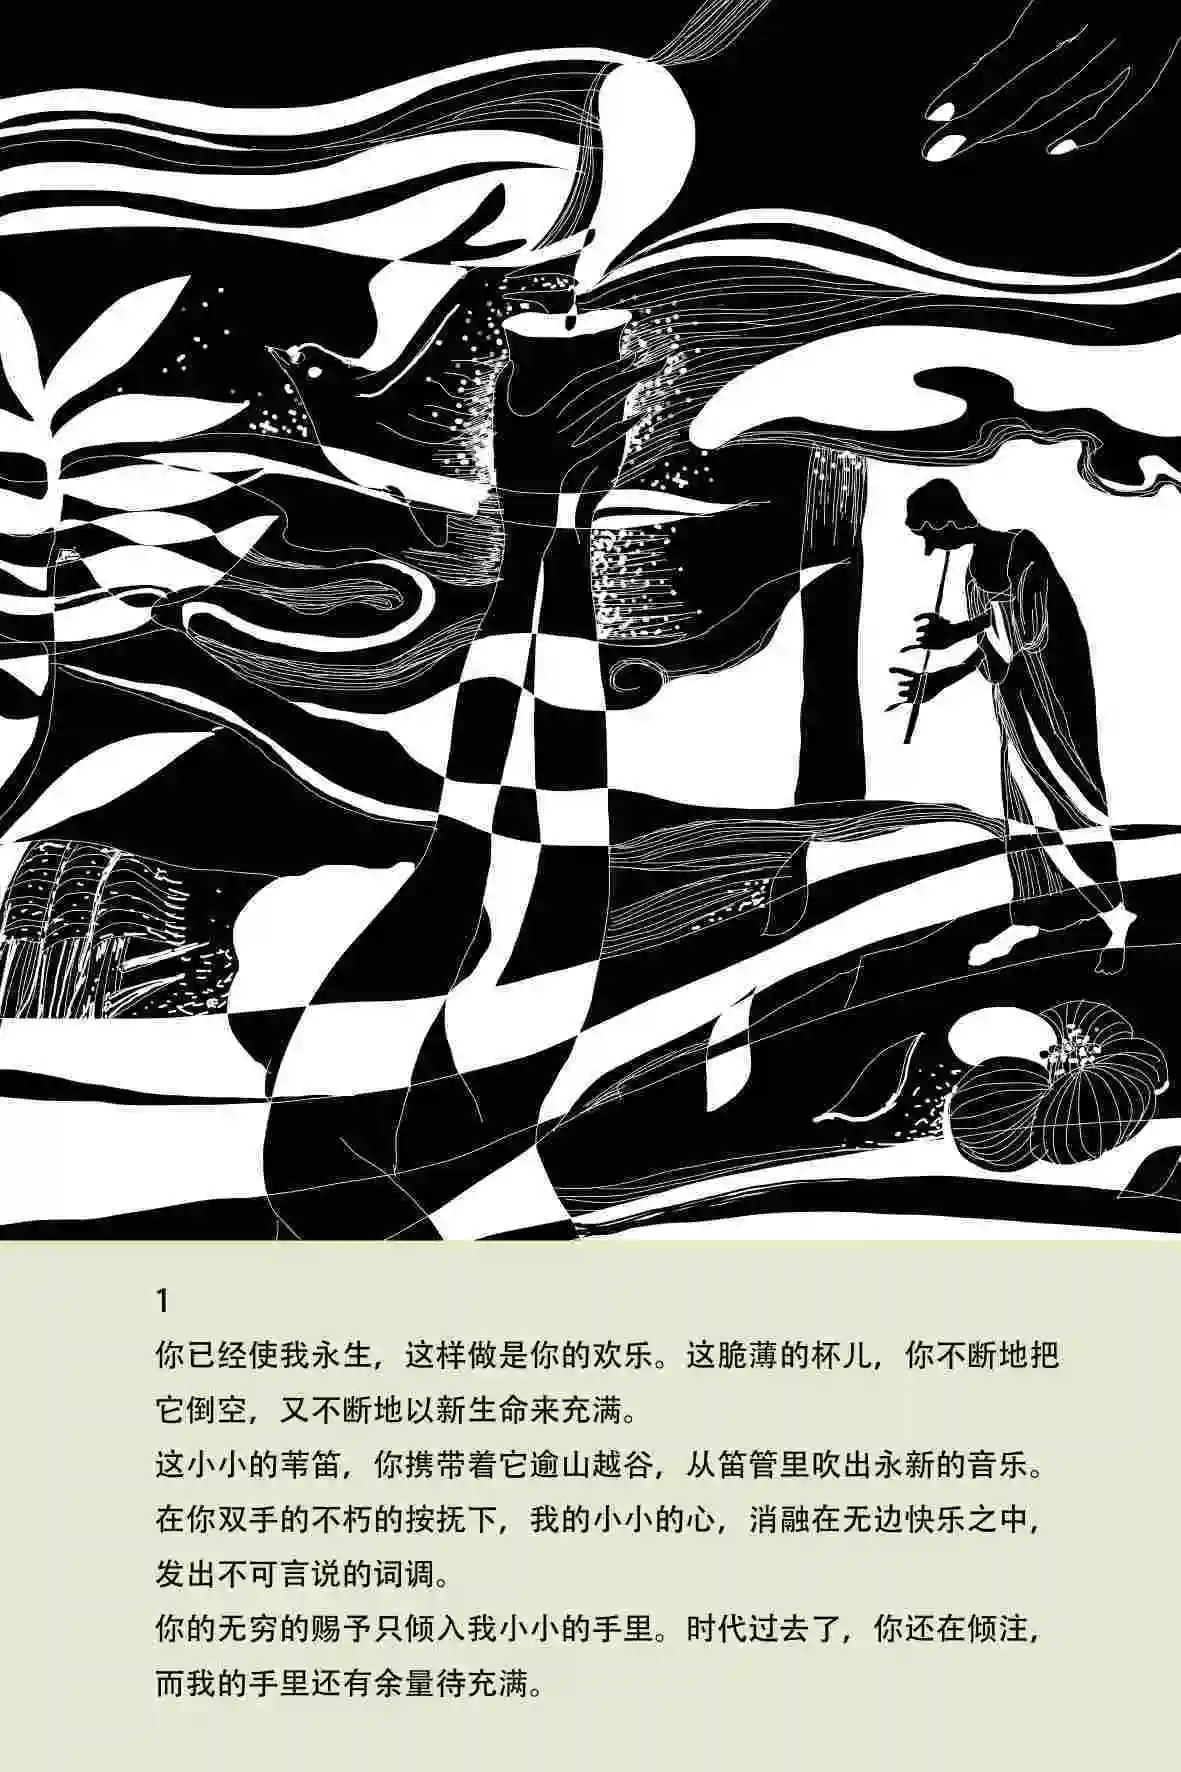 1
你已经使我永生，这样做是你的欢乐。这脆薄的杯儿，你不断地把
它倒空，又不断地以新生命来充满。
这小小的苇笛，你携带着它逾山越谷，从笛管里吹出永新的音乐。
在你双手的不朽的按抚下，我的小小的心，消融在无边快乐之中，
发出不可言说的词调。
你的无穷的赐予只倾入我小小的手里。时代过去了，你还在倾注，
而我的手里还有余量待充满。